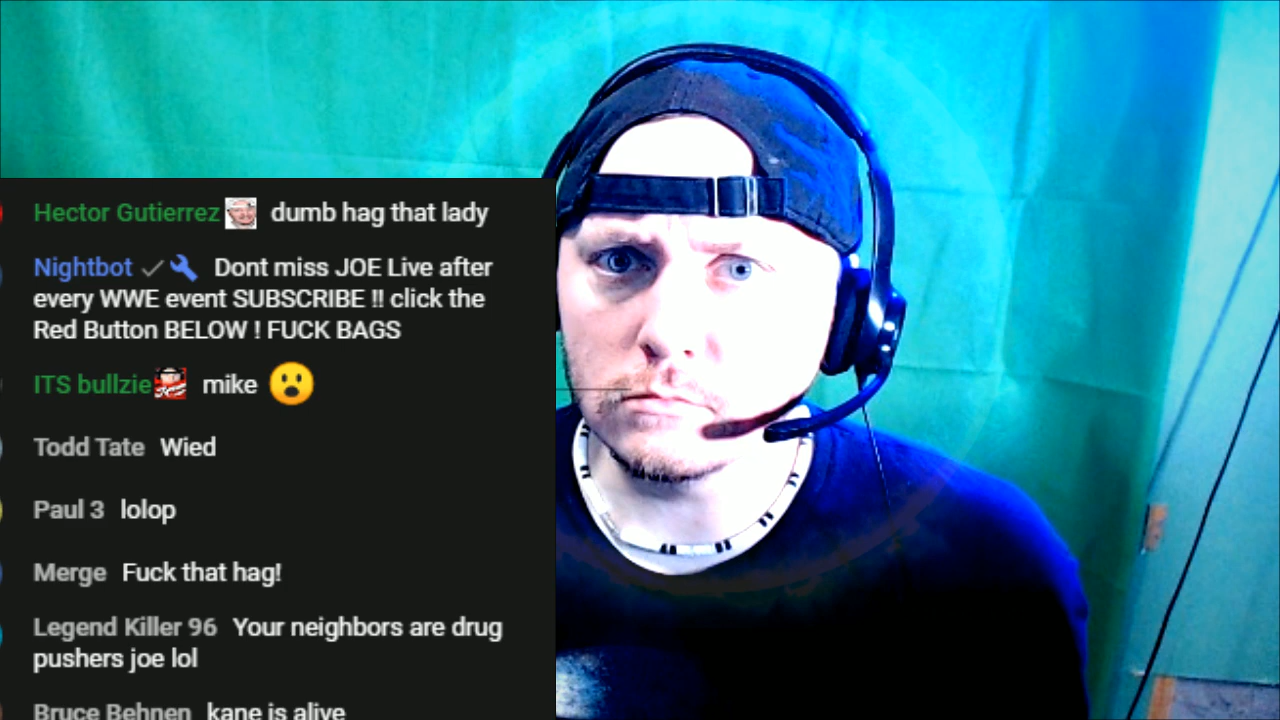 Hector Gutierrez dumb hag that lady
Nightbot Dont miss JOE Live after
every WWE event SUBSCRIBE !! click the
Red Button BELOW ! FUCK BAGS
ITS bullzie mike
Todd Tate Wied
Paul 3 lolop
Merge Fuck that hag!
Legend Killer 96 Your neighbors are drug
pushers joe lol
Bruce Behnen kane is alive